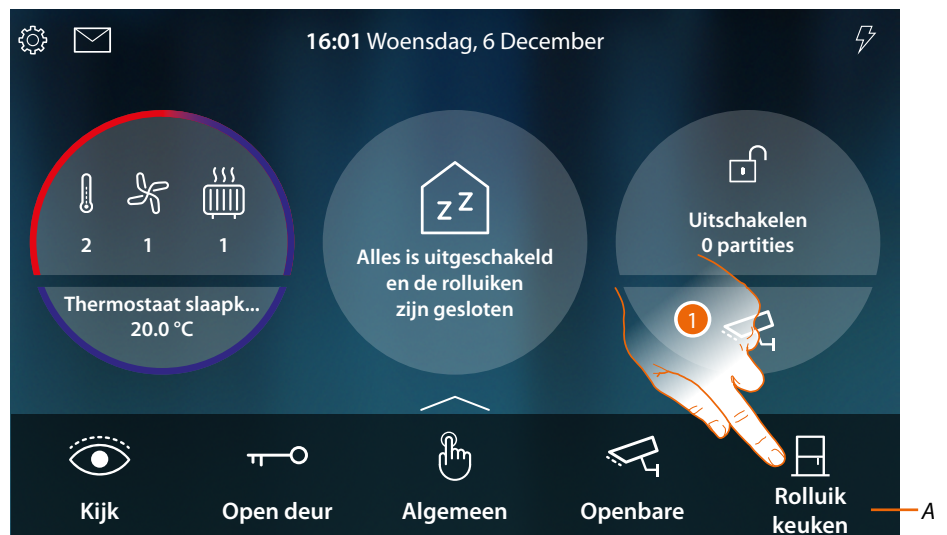 16:01 Woensdag, 6 December
2 1 1
Thermostaat slaapk...
20.0 °C
z z
Alles is uitgeschakeld
en de rolluiken
zijn gesloten
Uitschakelen
0 partities
1
Kijk
Open deur
Algemeen
Openbare
Rolluik
keuken
A